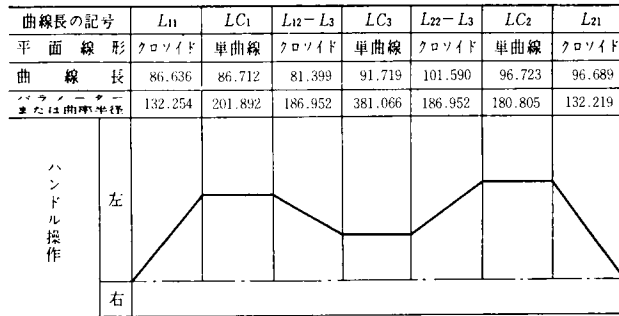 曲線長の記号 L11 LC1 L12−L3 LC3 L22−L3 LC2 L21
平面線形 クロソイド 単曲線 クロソイド 単曲線 クロソイド 単曲線 クロソイド
曲線長 86.636 86.712 81.399 91.719 101.590 96.723 96.689
パラメーター
または曲率半径 132.254 201.892 186.952 381.066 186.952 180.805 132.219
ハンドル操作
左
右